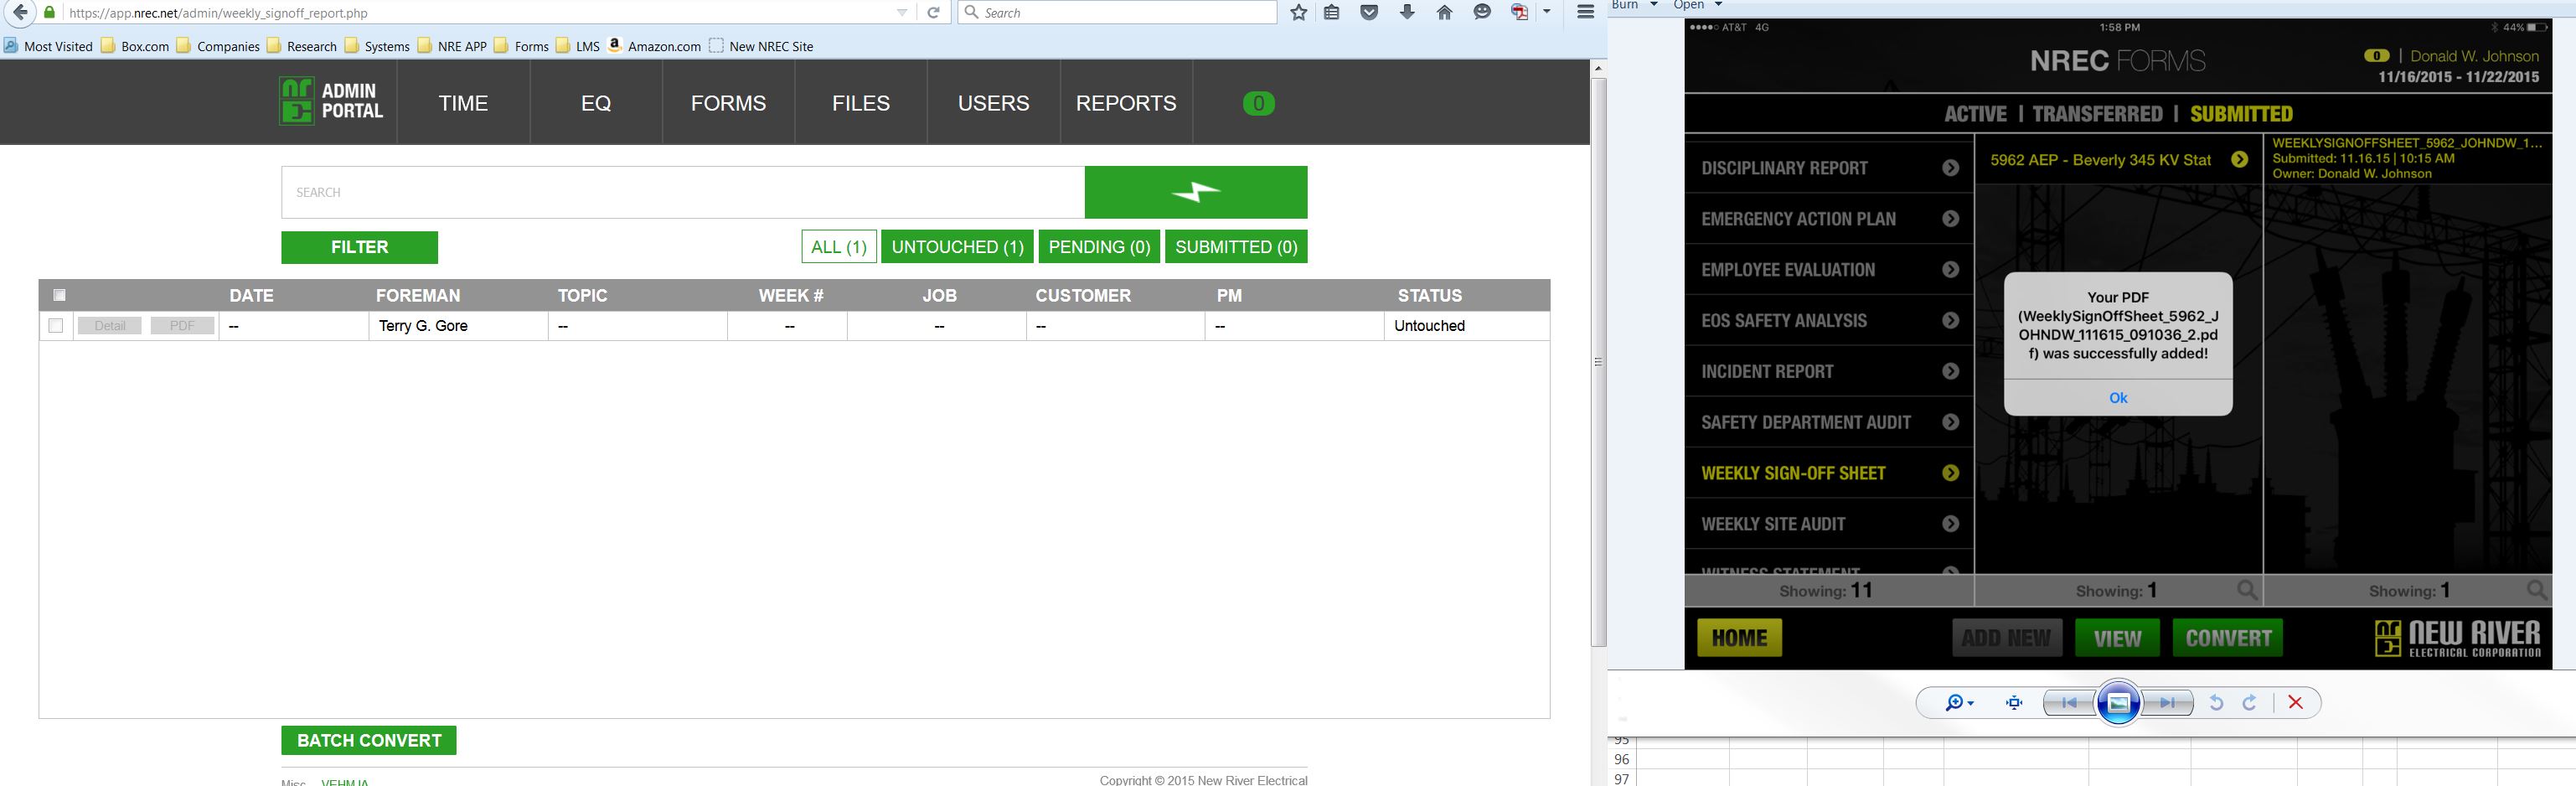 https://app.nrec.net/admin/weekly_signoff_report.php
Search
Most Visited Box.com Companies Research Systems NRE APP Forms LMS Amazon.com New NREC Site
ADMIN PORTAL
TIME EQ FORMS FILES USERS REPORTS 0
SEARCH
FILTER
ALL (1) UNTOUCHED (1) PENDING (0) SUBMITTED (0)
DATE FOREMAN TOPIC WEEK # JOB CUSTOMER PM STATUS
Detail PDF -- Terry G. Gore -- -- -- -- -- Untouched
BATCH CONVERT
Misc VEHMJA
Copyright © 2015 New River Electrical
Burn Open
AT&T 4G 1:58 PM 44%
NREC FORMS
0 | Donald W. Johnson
11/16/2015 - 11/22/2015
ACTIVE | TRANSFERRED | SUBMITTED
DISCIPLINARY REPORT
EMERGENCY ACTION PLAN
EMPLOYEE EVALUATION
EOS SAFETY ANALYSIS
INCIDENT REPORT
SAFETY DEPARTMENT AUDIT
WEEKLY SIGN-OFF SHEET
WEEKLY SITE AUDIT
WITNESS STATEMENT
5962 AEP - Beverly 345 KV Stat
WEEKLYSIGNOFFSHEET_5962_JOHNDW_1...
Submitted: 11.16.15 | 10:15 AM
Owner: Donald W. Johnson
Your PDF
(WeeklySignOffSheet_5962_J
OHNDW_111615_091036_2.pd
f) was successfully added!
Ok
Showing: 11 Showing: 1 Showing: 1
HOME ADD NEW VIEW CONVERT
NEW RIVER
ELECTRICAL CORPORATION
95
96
97